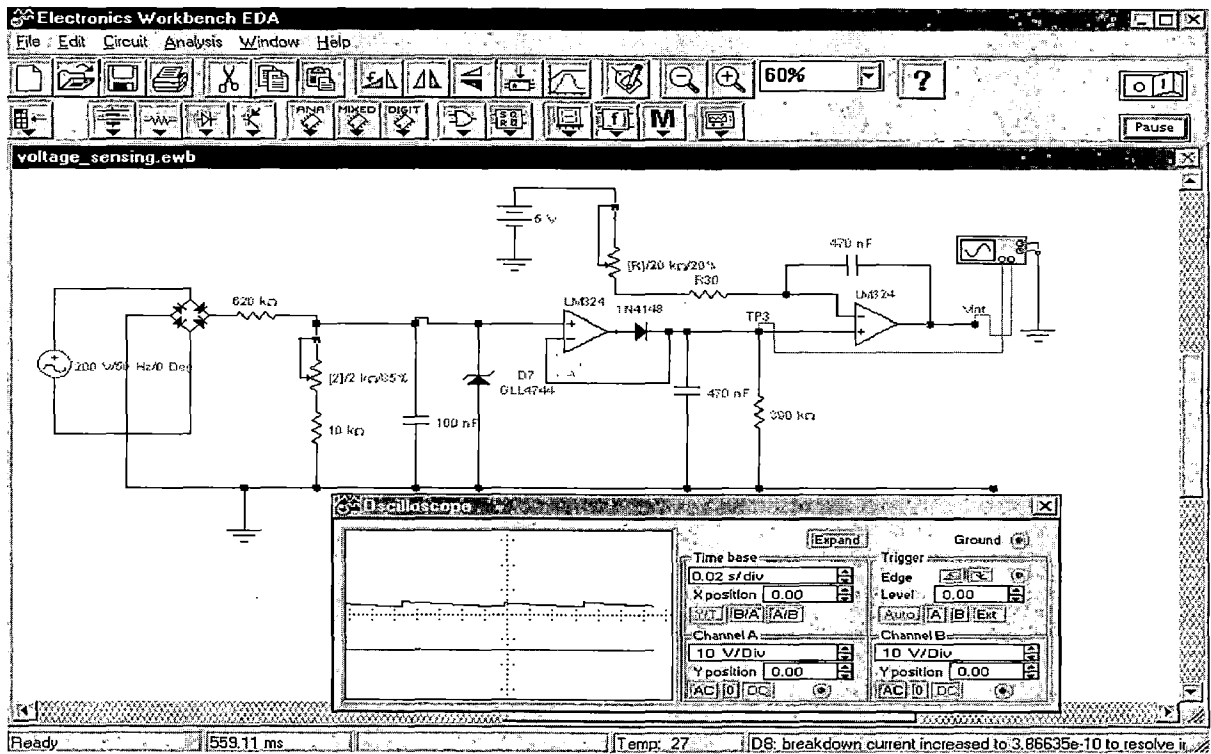 Electronics Workbench EDA
File Edit Circuit Analysis Window Help
60%
?
ANA MIXED DIGIT
M
Pause
voltage_sensing.ewb
6 V
470 nF
[R]/20 kΩ/20%
R30
620 kΩ
LM324
1N4148
TP3
LM324
Vint
200 V/50 Hz/0 Deg
[2]/2 kΩ/85%
D7
GLL4744
10 kΩ
100 nF
470 nF
390 kΩ
Oscilloscope
Expand
Ground
Time base
Trigger
0.02 s/div
Edge
X position 0.00
Level 0.00
Y/T B/A A/B
Auto A B Ext
Channel A
Channel B
10 V/Div
10 V/Div
Y position 0.00
Y position 0.00
AC 0 DC
AC 0 DC
Ready
559.11 ms
Temp: 27
D8: breakdown current increased to 3.86635e-10 to resolve i